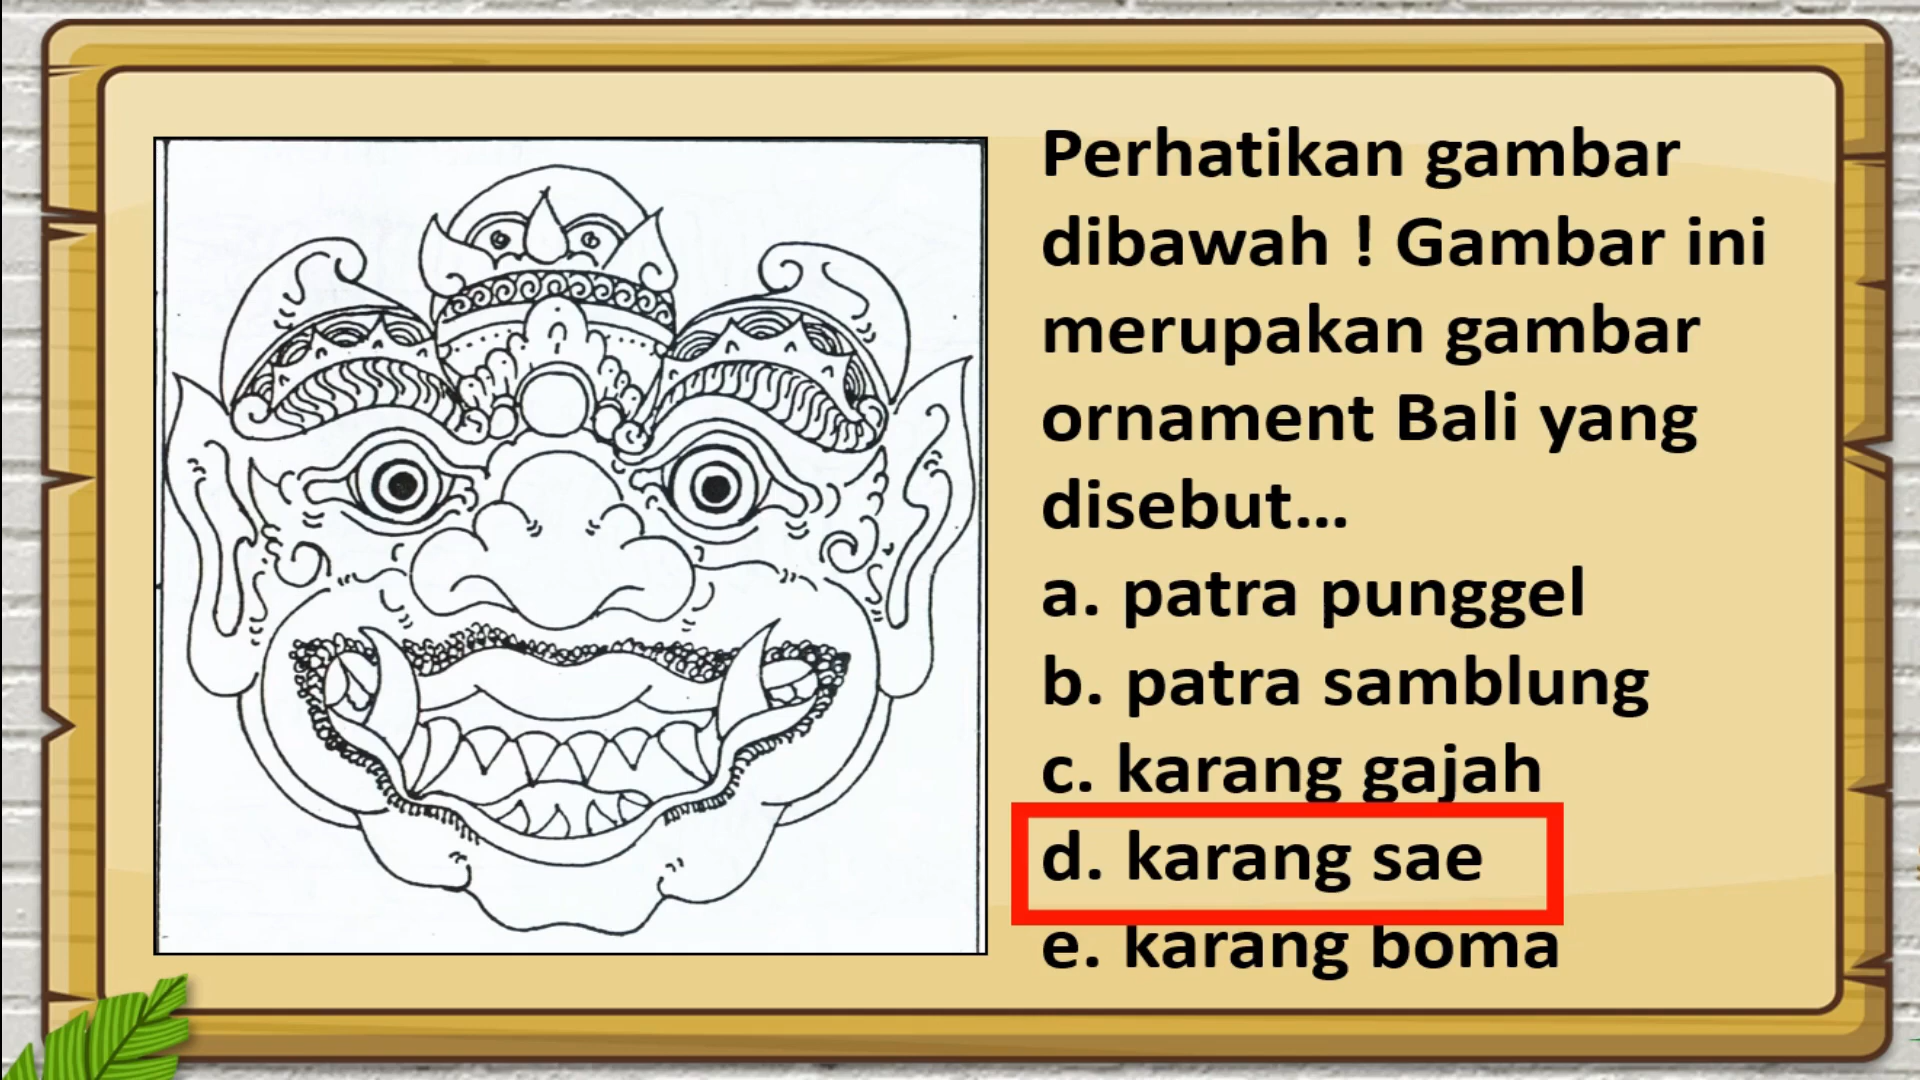 Perhatikan gambar
dibawah ! Gambar ini
merupakan gambar
ornament Bali yang
disebut...
a. patra punggel
b. patra samblung
c. karang gajah
d. karang sae
e. karang boma